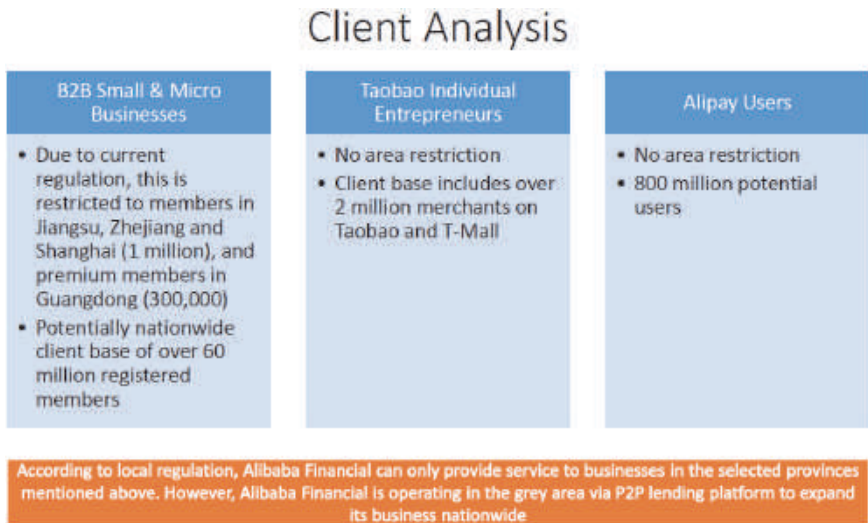 Client Analysis
B2B Small & Micro
Businesses
• Due to current
regulation, this is
restricted to members in
Jiangsu, Zhejiang and
Shanghai (1 million), and
premium members in
Guangdong (300,000)
• Potentially nationwide
client base of over 60
million registered
members
Taobao Individual
Entrepreneurs
• No area restriction
• Client base includes over
2 million merchants on
Taobao and T-Mall
Alipay Users
• No area restriction
• 800 million potential
users
According to local regulation, Alibaba Financial can only provide service to businesses in the selected provinces
mentioned above. However, Alibaba Financial is operating in the grey area via P2P lending platform to expand
its business nationwide